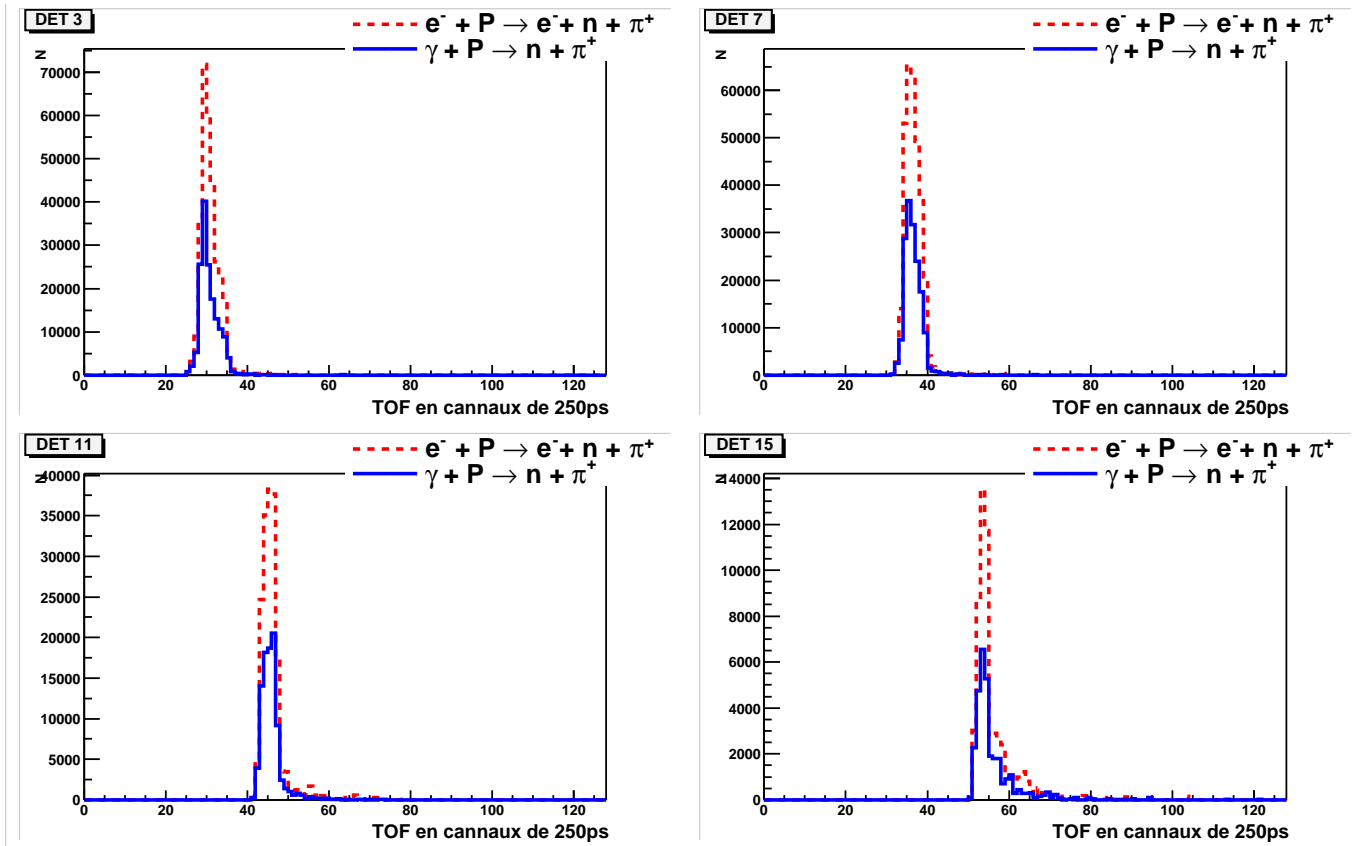 DET 3
e⁻ + P → e⁻+ n + π⁺
γ + P → n + π⁺
N
70000
60000
50000
40000
30000
20000
10000
0
0 20 40 60 80 100 120
TOF en cannaux de 250ps
DET 7
e⁻ + P → e⁻+ n + π⁺
γ + P → n + π⁺
N
60000
50000
40000
30000
20000
10000
0
0 20 40 60 80 100 120
TOF en cannaux de 250ps
DET 11
e⁻ + P → e⁻+ n + π⁺
γ + P → n + π⁺
N
40000
35000
30000
25000
20000
15000
10000
5000
0
0 20 40 60 80 100 120
TOF en cannaux de 250ps
DET 15
e⁻ + P → e⁻+ n + π⁺
γ + P → n + π⁺
N
14000
12000
10000
8000
6000
4000
2000
0
0 20 40 60 80 100 120
TOF en cannaux de 250ps